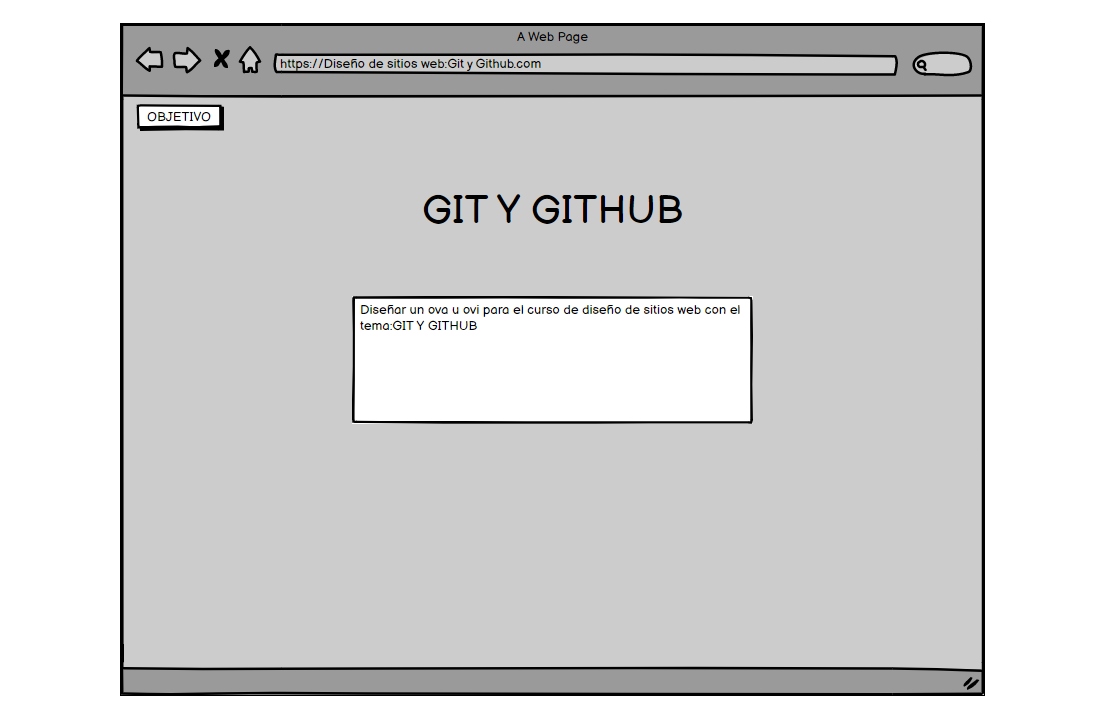 A Web Page
https://Diseño de sitios web:Git y Github.com
OBJETIVO
GIT Y GITHUB
Diseñar un ova u ovi para el curso de diseño de sitios web con el
tema:GIT Y GITHUB